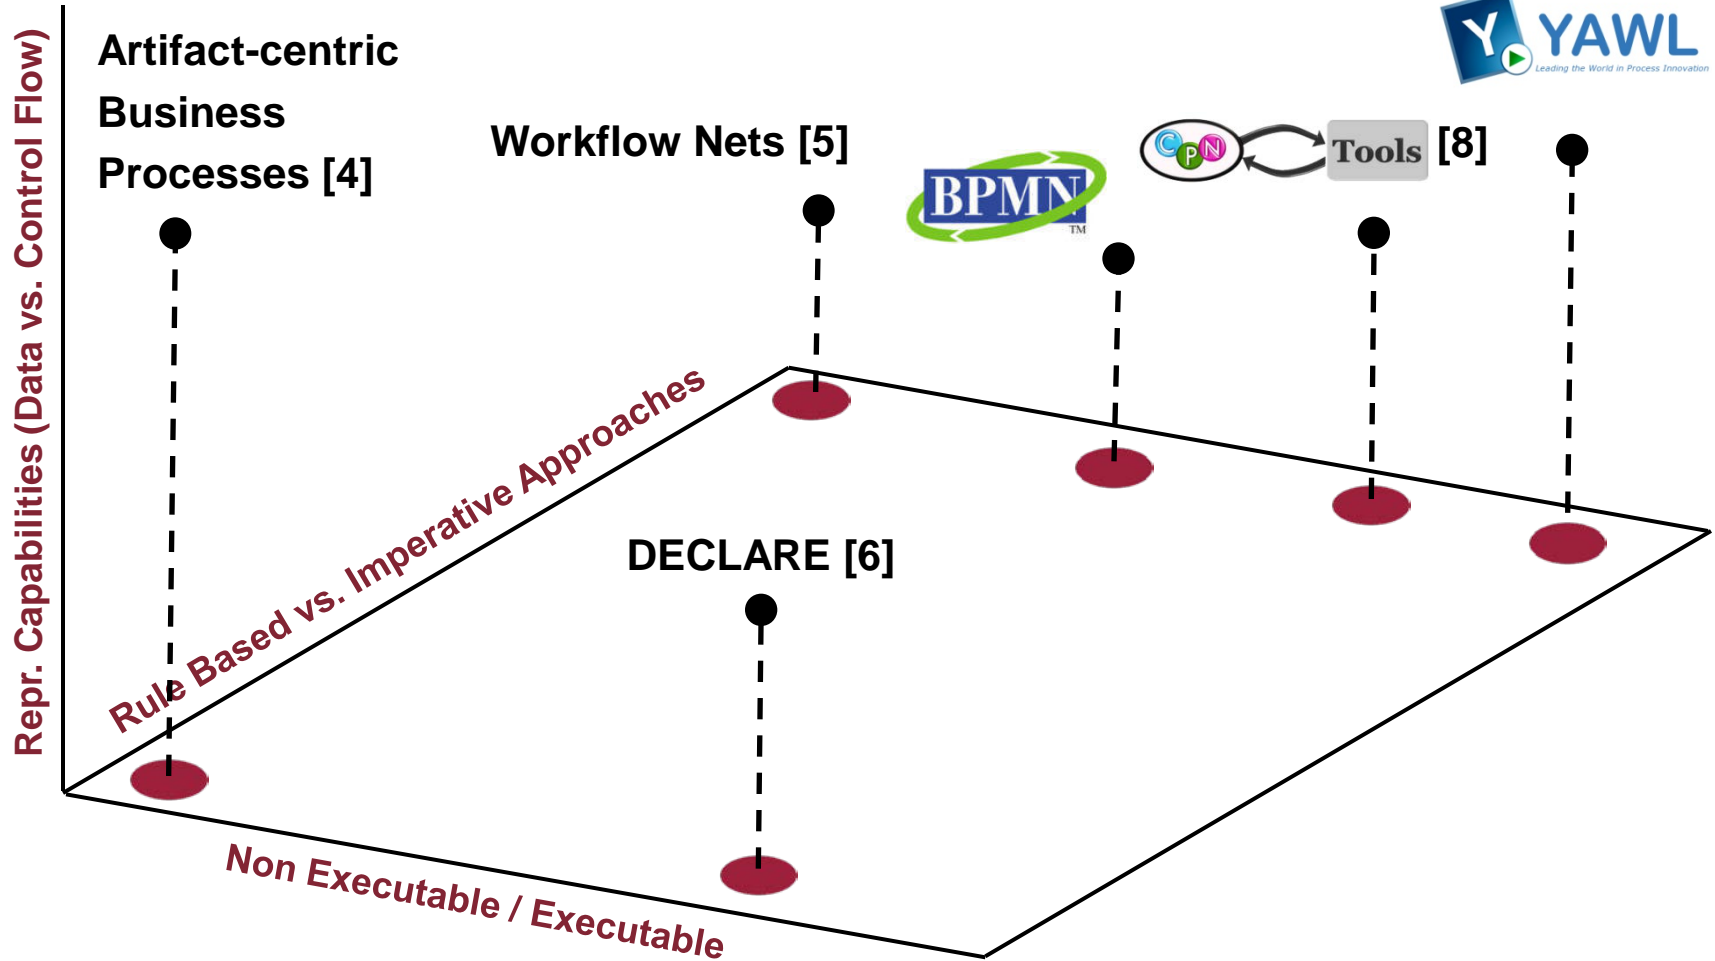 Repr. Capabilities (Data vs. Control Flow)
Artifact-centric
Business
Processes [4]
Workflow Nets [5]
BPMN
TM
CPN
Tools
[8]
Y
YAWL
Leading the World in Process Innovation
Rule Based vs. Imperative Approaches
DECLARE [6]
Non Executable / Executable